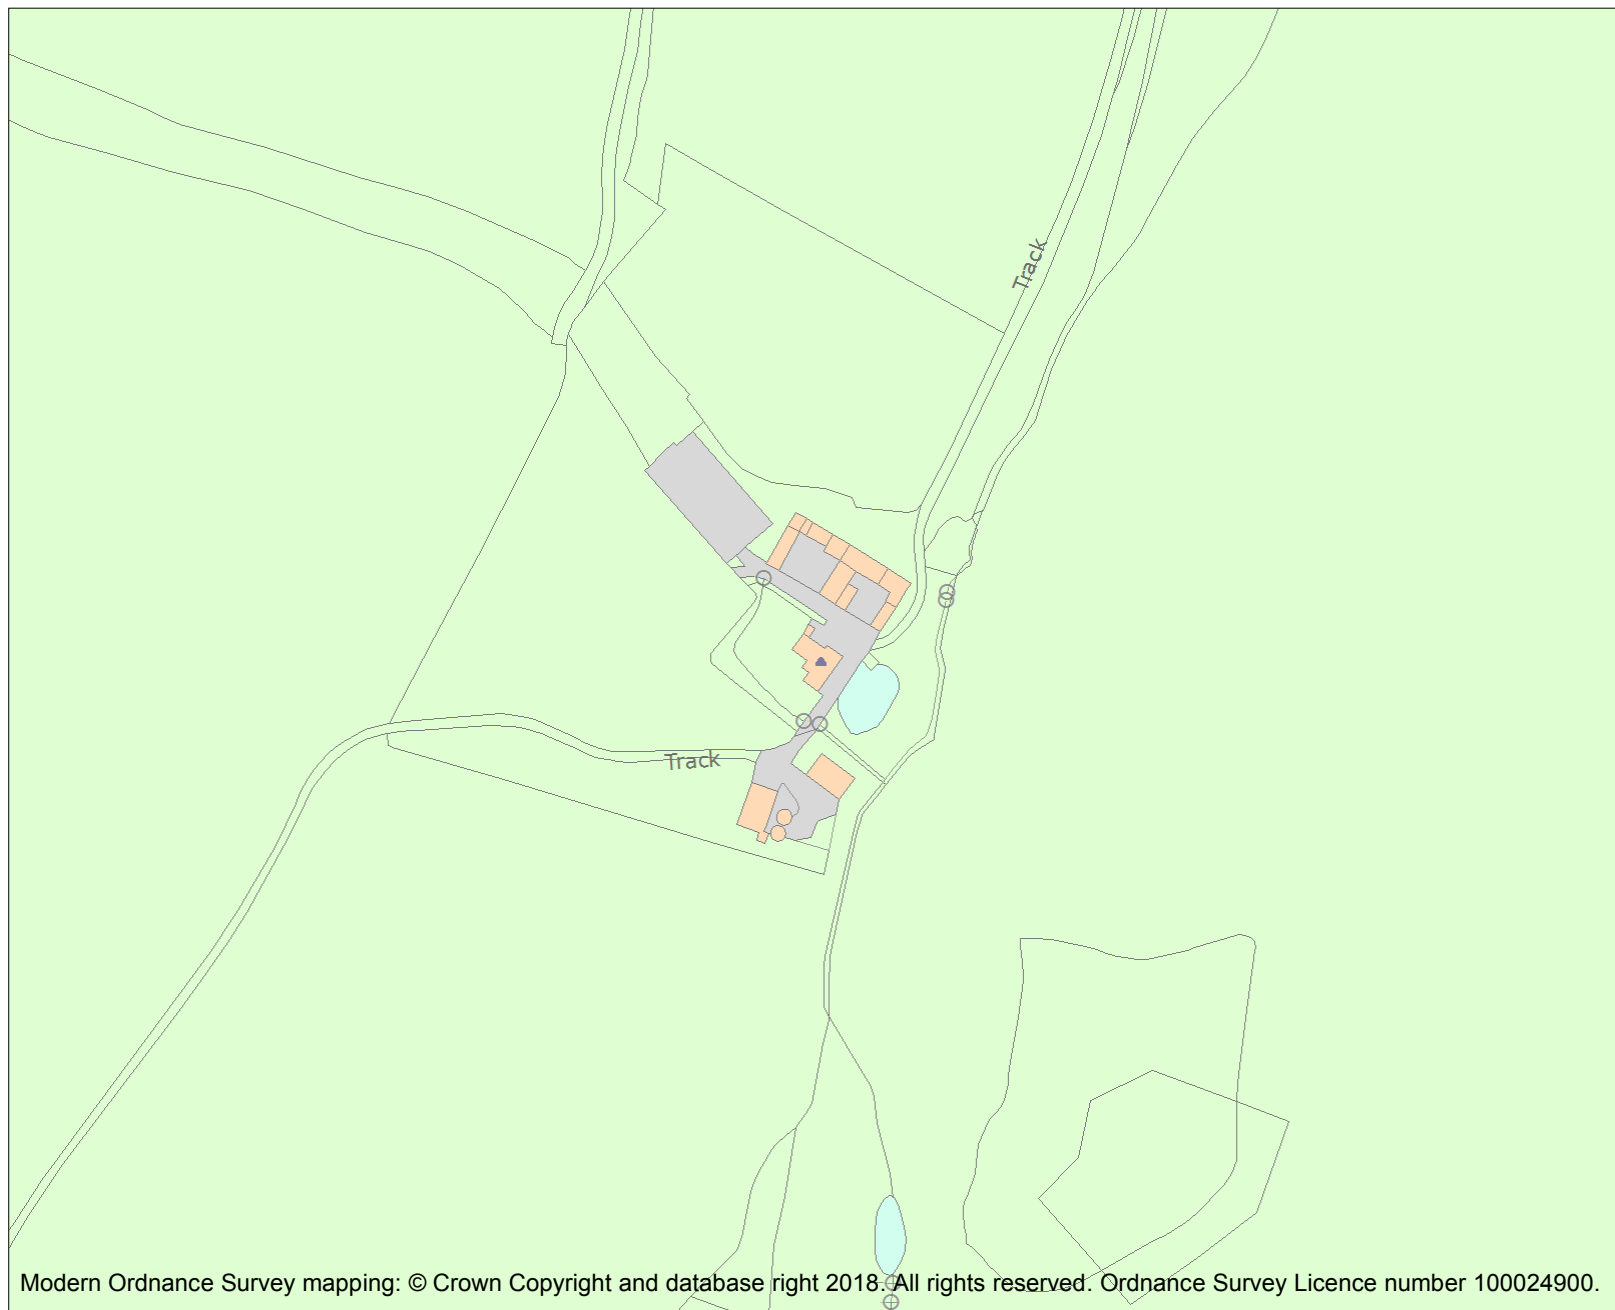 Track
Track
Modern Ordnance Survey mapping: © Crown Copyright and database right 2018. All rights reserved. Ordnance Survey Licence number 100024900.